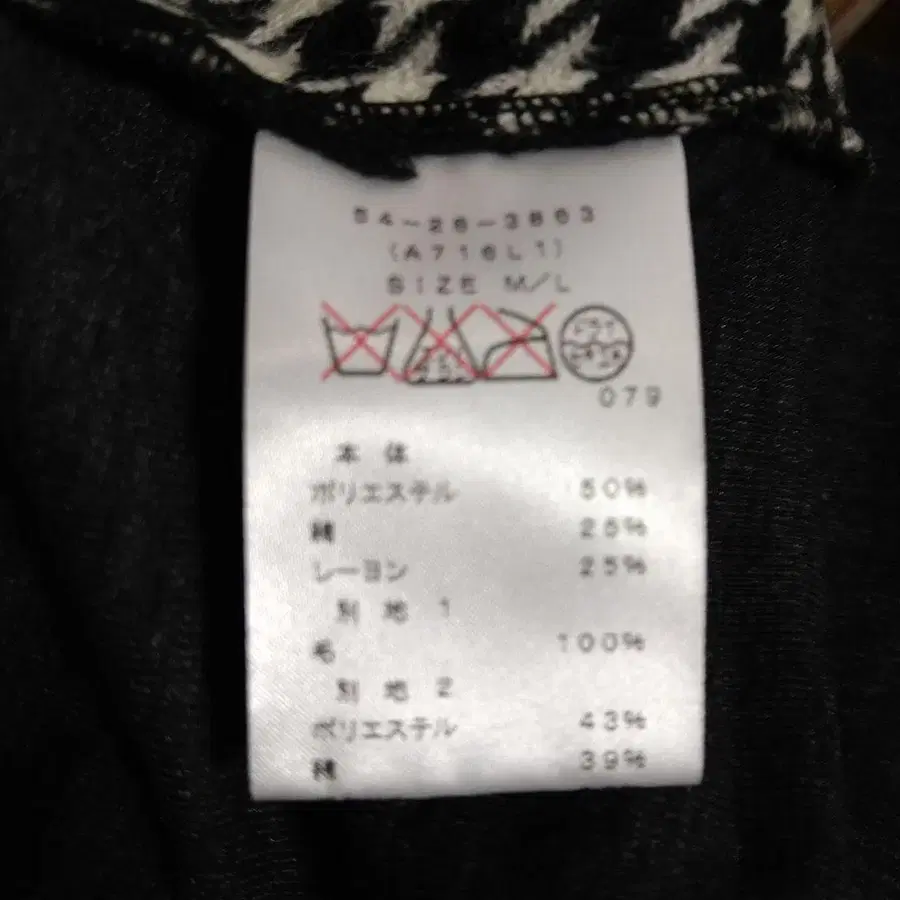 54-26-3863
(A716L1)
SIZE M/L
079
本体
ポリエステル 50%
綿 25%
レーヨン 25%
別地1
毛 100%
別地2
ポリエステル 43%
綿 39%